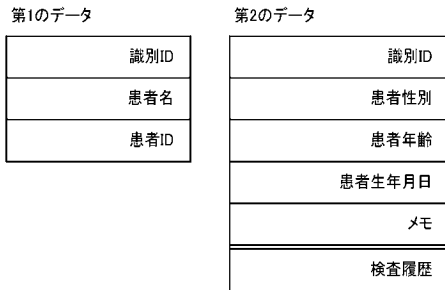 第1のデータ
識別ID
患者名
患者ID
第2のデータ
識別ID
患者性別
患者年齢
患者生年月日
メモ
検査履歴